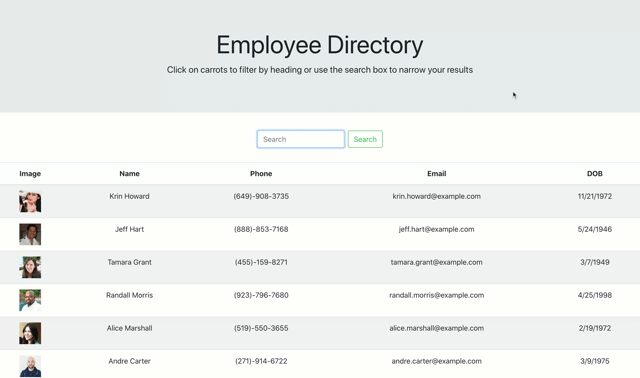 Employee Directory
Click on carrots to filter by heading or use the search box to narrow your results
Search Search
Image Name Phone Email DOB
Krin Howard (649)-908-3735 krin.howard@example.com 11/21/1972
Jeff Hart (888)-853-7168 jeff.hart@example.com 5/24/1946
Tamara Grant (455)-159-8271 tamara.grant@example.com 3/7/1949
Randall Morris (923)-796-7680 randall.morris@example.com 4/25/1998
Alice Marshall (519)-550-3655 alice.marshall@example.com 2/19/1972
Andre Carter (271)-914-6722 andre.carter@example.com 3/9/1975